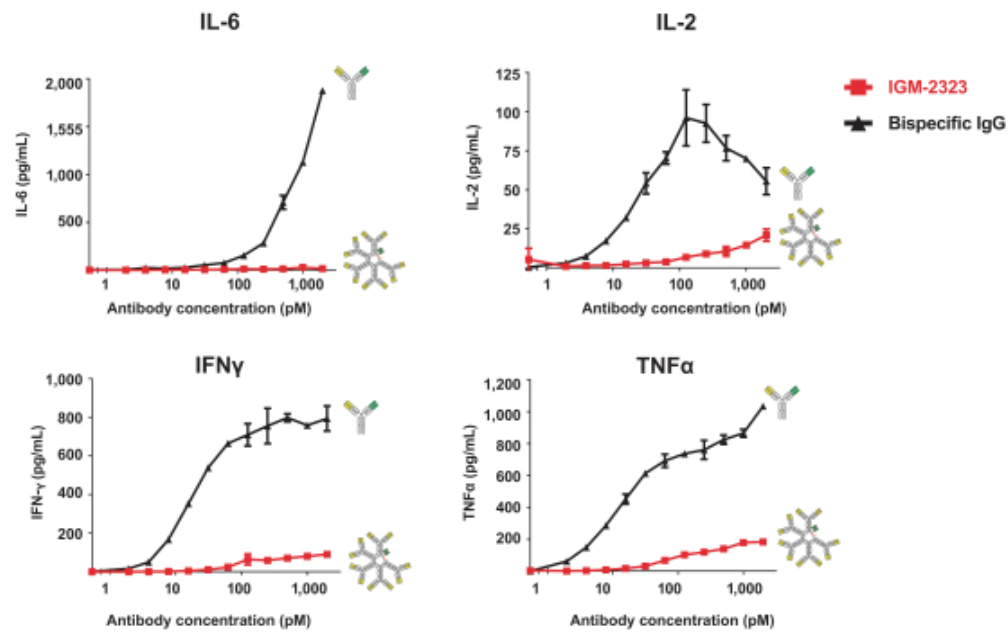 IL-6
IL-6 (pg/mL)
2,000
1,555
1,000
500
1 10 100 1,000
Antibody concentration (pM)
IL-2
IL-2 (pg/mL)
125
100
75
50
25
1 10 100 1,000
Antibody concentration (pM)
IGM-2323
Bispecific IgG
IFNγ
IFN-γ (pg/mL)
1,000
800
600
400
200
1 10 100 1,000
Antibody concentration (pM)
TNFα
TNFα (pg/mL)
1,200
1,000
800
600
400
200
1 10 100 1,000
Antibody concentration (pM)